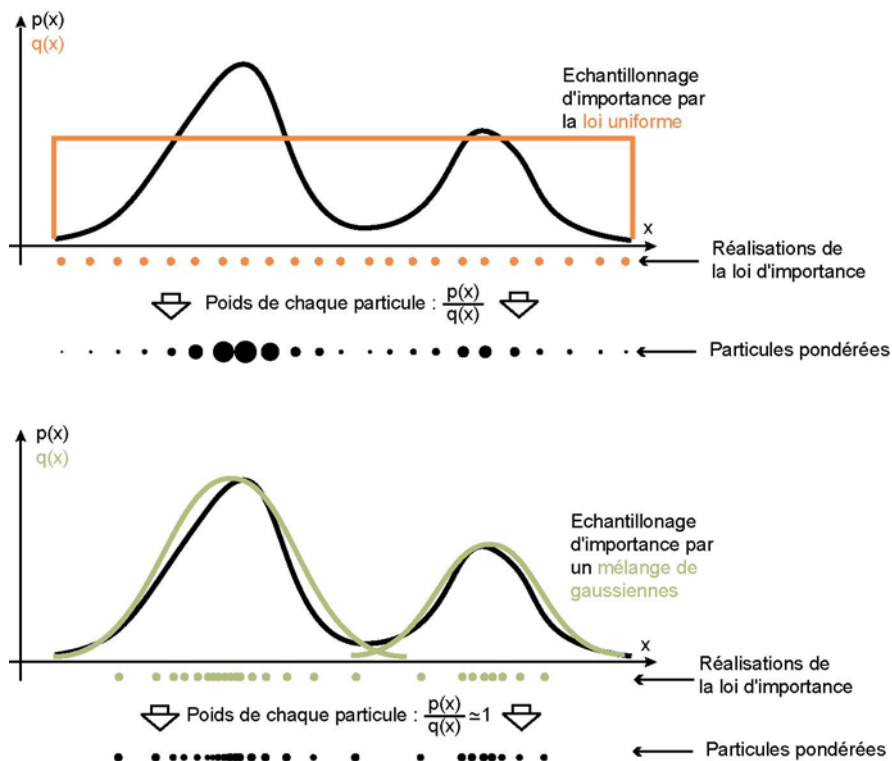 p(x)
q(x)
Echantillonnage
d'importance par
la loi uniforme
x
Réalisations de
la loi d'importance
Poids de chaque particule : p(x)/q(x)
Particules pondérées
p(x)
q(x)
Echantillonage
d'importance par
un mélange de
gaussiennes
x
Réalisations de
la loi d'importance
Poids de chaque particule : p(x)/q(x) ≃1
Particules pondérées